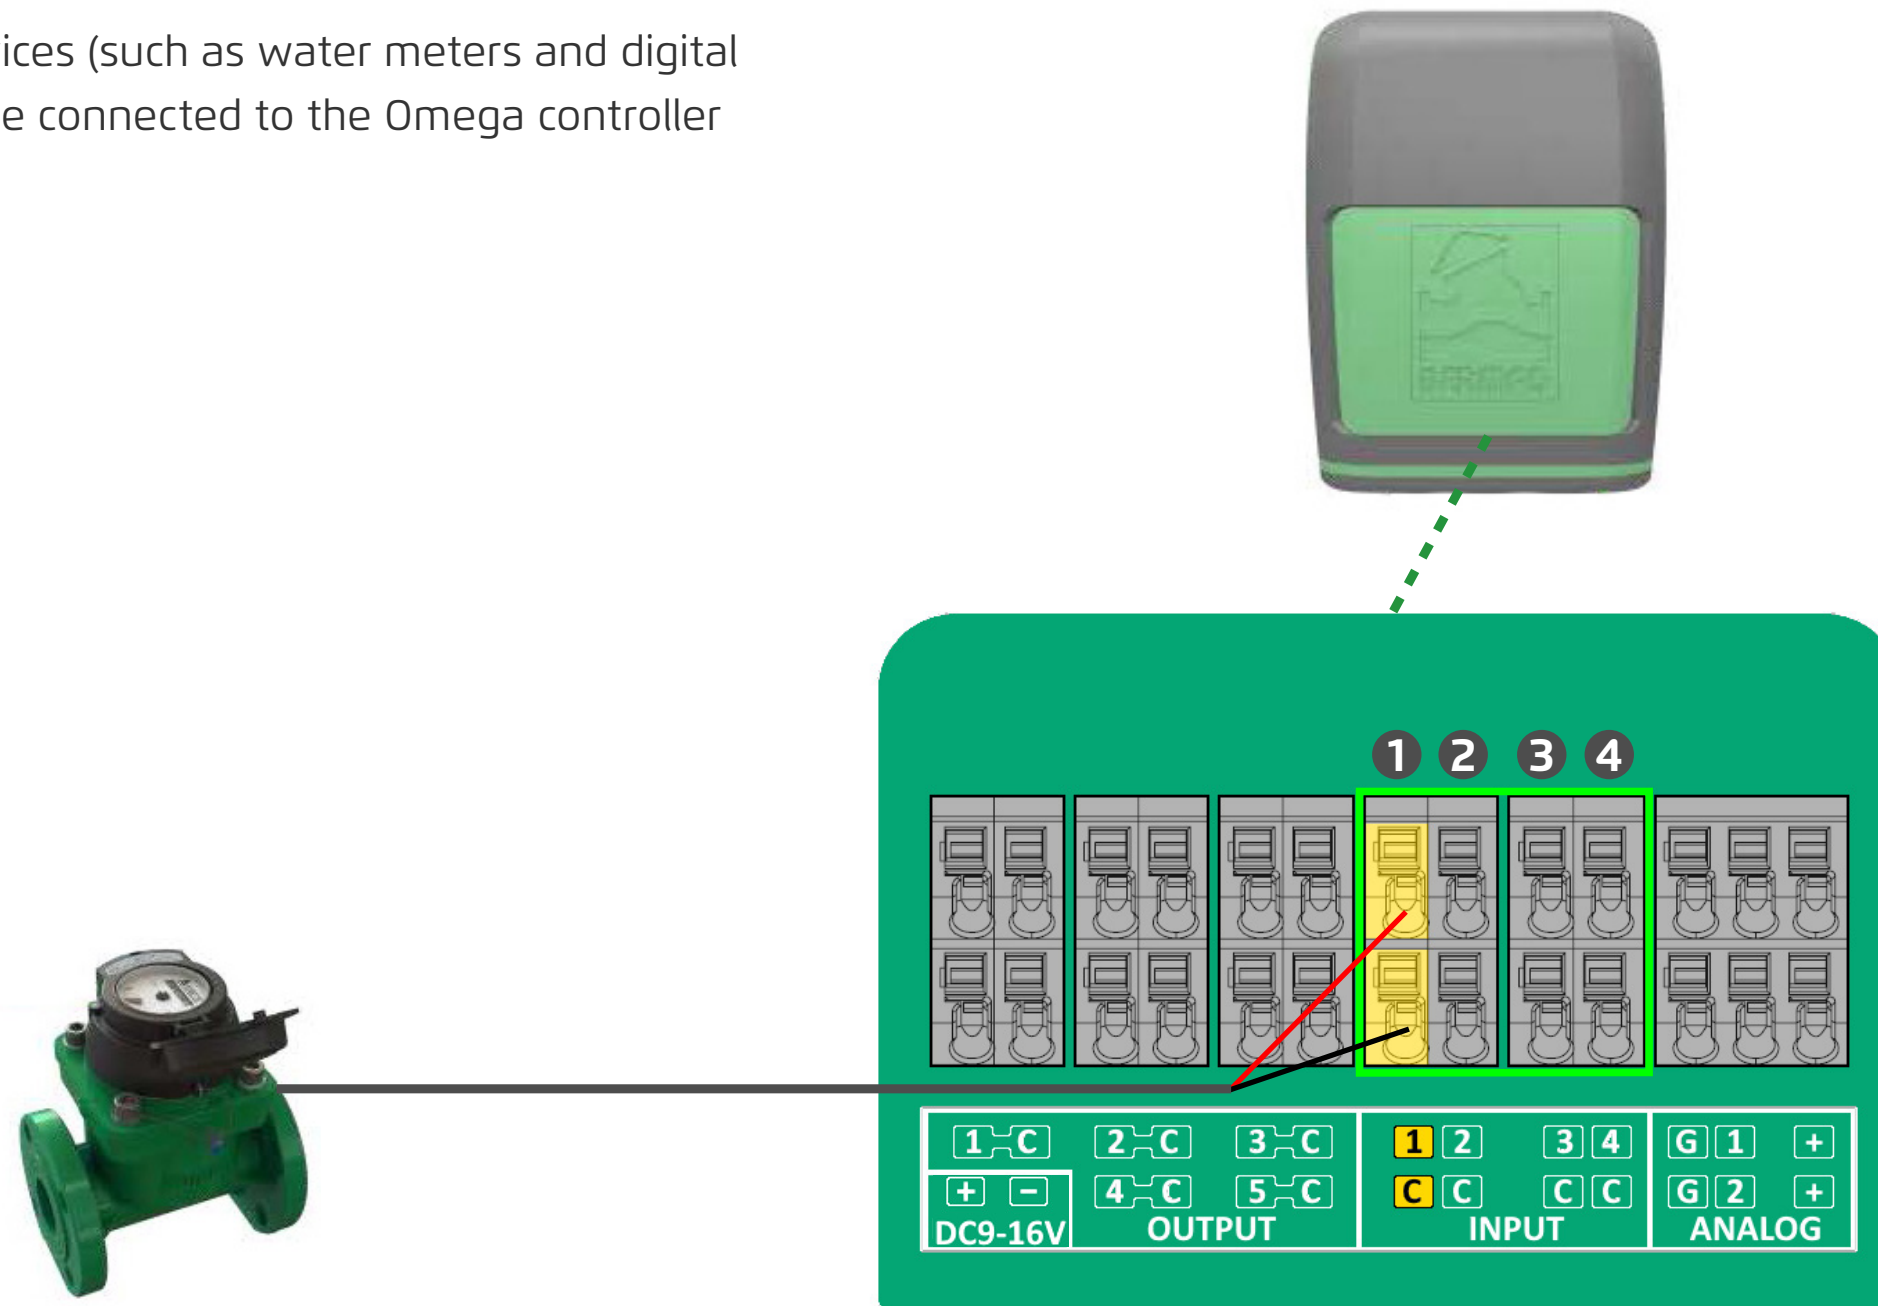 ices (such as water meters and digital
e connected to the Omega controller
1 2 3 4
1 C 2 C 3 C 1 2 3 4 G 1 +
+ − 4 C 5 C C C C C G 2 +
DC9-16V OUTPUT INPUT ANALOG